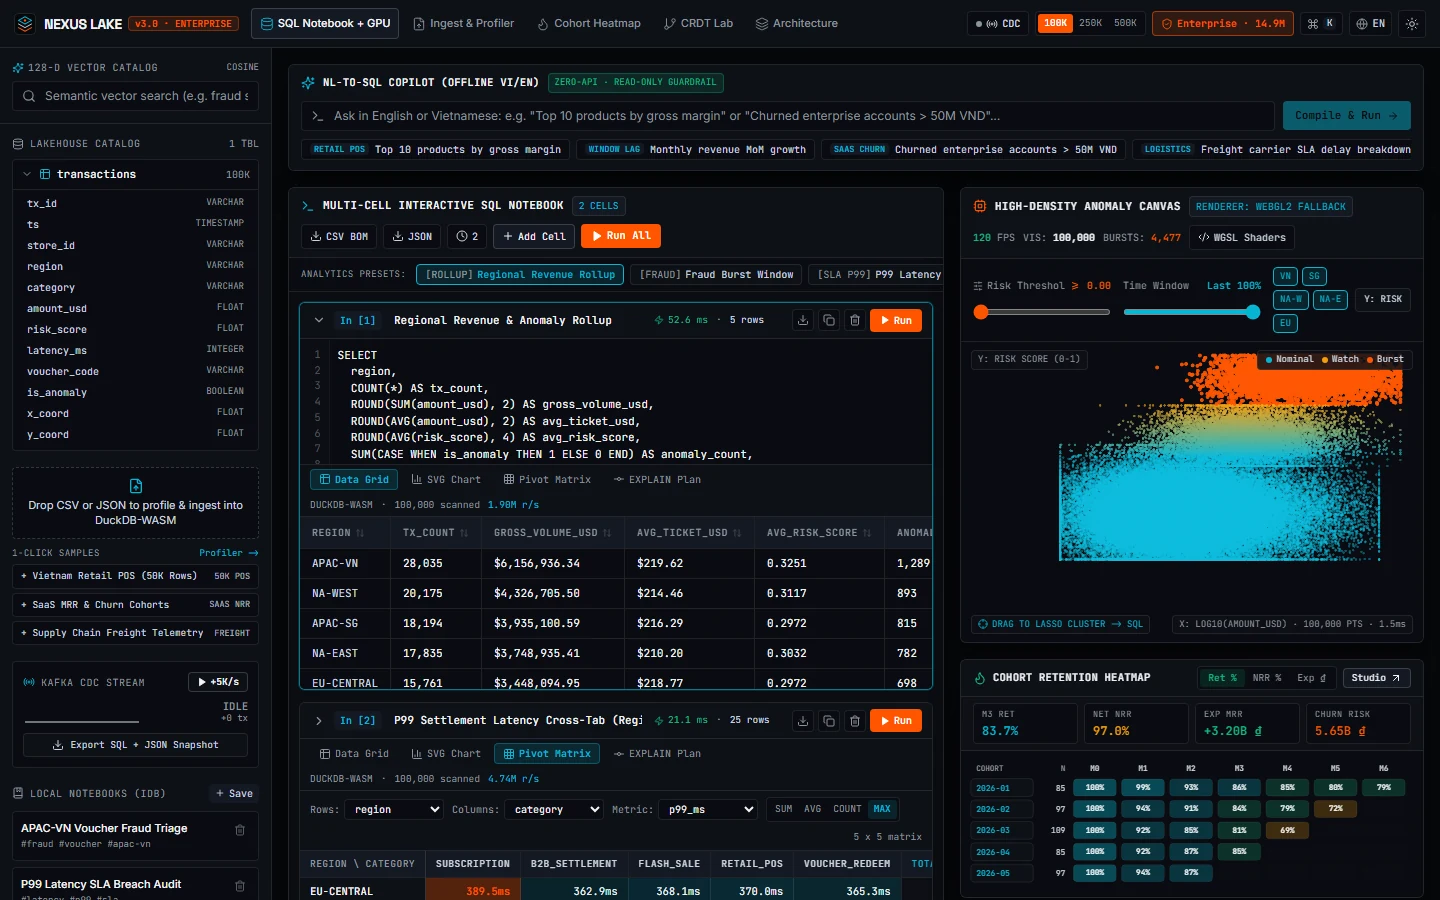 NEXUS LAKE v3.0 · ENTERPRISE
SQL Notebook + GPU
Ingest & Profiler
Cohort Heatmap
CRDT Lab
Architecture
CDC
100K 250K 500K
Enterprise · 14.9M
⌘ K
EN
128-D VECTOR CATALOG COSINE
Semantic vector search (e.g. fraud s
LAKEHOUSE CATALOG 1 TBL
transactions 100K
tx_id VARCHAR
ts TIMESTAMP
store_id VARCHAR
region VARCHAR
category VARCHAR
amount_usd FLOAT
risk_score FLOAT
latency_ms INTEGER
voucher_code VARCHAR
is_anomaly BOOLEAN
x_coord FLOAT
y_coord FLOAT
Drop CSV or JSON to profile & ingest into
DuckDB-WASM
1-CLICK SAMPLES Profiler →
+ Vietnam Retail POS (50K Rows) 50K POS
+ SaaS MRR & Churn Cohorts SAAS NRR
+ Supply Chain Freight Telemetry FREIGHT
KAFKA CDC STREAM +5K/s
IDLE
+0 tx
Export SQL + JSON Snapshot
LOCAL NOTEBOOKS (IDB) + Save
APAC-VN Voucher Fraud Triage
#fraud #voucher #apac-vn
P99 Latency SLA Breach Audit
#latency #p99 #sla
NL-TO-SQL COPILOT (OFFLINE VI/EN) ZERO-API · READ-ONLY GUARDRAIL
Ask in English or Vietnamese: e.g. "Top 10 products by gross margin" or "Churned enterprise accounts > 50M VND"...
Compile & Run →
RETAIL POS Top 10 products by gross margin
WINDOW LAG Monthly revenue MoM growth
SAAS CHURN Churned enterprise accounts > 50M VND
LOGISTICS Freight carrier SLA delay breakdown
MULTI-CELL INTERACTIVE SQL NOTEBOOK 2 CELLS
CSV BOM
JSON
2
+ Add Cell
Run All
ANALYTICS PRESETS: [ROLLUP] Regional Revenue Rollup [FRAUD] Fraud Burst Window [SLA P99] P99 Latency
In [1] Regional Revenue & Anomaly Rollup 52.6 ms · 5 rows Run
1 SELECT
2 region,
3 COUNT(*) AS tx_count,
4 ROUND(SUM(amount_usd), 2) AS gross_volume_usd,
5 ROUND(AVG(amount_usd), 2) AS avg_ticket_usd,
6 ROUND(AVG(risk_score), 4) AS avg_risk_score,
7 SUM(CASE WHEN is_anomaly THEN 1 ELSE 0 END) AS anomaly_count,
Data Grid SVG Chart Pivot Matrix EXPLAIN Plan
DUCKDB-WASM · 100,000 scanned 1.90M r/s
REGION TX_COUNT GROSS_VOLUME_USD AVG_TICKET_USD AVG_RISK_SCORE ANOMAL
APAC-VN 28,035 $6,156,936.34 $219.62 0.3251 1,289
NA-WEST 20,175 $4,326,705.50 $214.46 0.3117 893
APAC-SG 18,194 $3,935,100.59 $216.29 0.2972 815
NA-EAST 17,835 $3,748,935.41 $210.20 0.3032 782
EU-CENTRAL 15,761 $3,448,094.95 $218.77 0.2972 698
In [2] P99 Settlement Latency Cross-Tab (Regi 21.1 ms · 25 rows Run
Data Grid SVG Chart Pivot Matrix EXPLAIN Plan
DUCKDB-WASM · 100,000 scanned 4.74M r/s
Rows: region Columns: category Metric: p99_ms SUM AVG COUNT MAX
5 x 5 matrix
REGION \ CATEGORY SUBSCRIPTION B2B_SETTLEMENT FLASH_SALE RETAIL_POS VOUCHER_REDEEM TOTA
EU-CENTRAL 389.5ms 362.9ms 368.1ms 370.0ms 365.3ms
HIGH-DENSITY ANOMALY CANVAS RENDERER: WEBGL2 FALLBACK
120 FPS VIS: 100,000 BURSTS: 4,477 WGSL Shaders
Risk Threshol ≥ 0.00
Time Window Last 100%
VN SG
NA-W NA-E
EU
Y: RISK
Y: RISK SCORE (0-1)
Nominal Watch Burst
DRAG TO LASSO CLUSTER → SQL
X: LOG10(AMOUNT_USD) · 100,000 PTS · 1.5ms
COHORT RETENTION HEATMAP Ret % NRR % Exp ₫ Studio ↗
M3 RET NET NRR EXP MRR CHURN RISK
83.7% 97.0% +3.20B ₫ 5.65B ₫
COHORT N M0 M1 M2 M3 M4 M5 M6
2026-01 85 100% 99% 93% 86% 85% 80% 79%
2026-02 97 100% 94% 91% 84% 79% 72%
2026-03 109 100% 92% 85% 81% 69%
2026-04 85 100% 92% 87% 85%
2026-05 97 100% 94% 87%